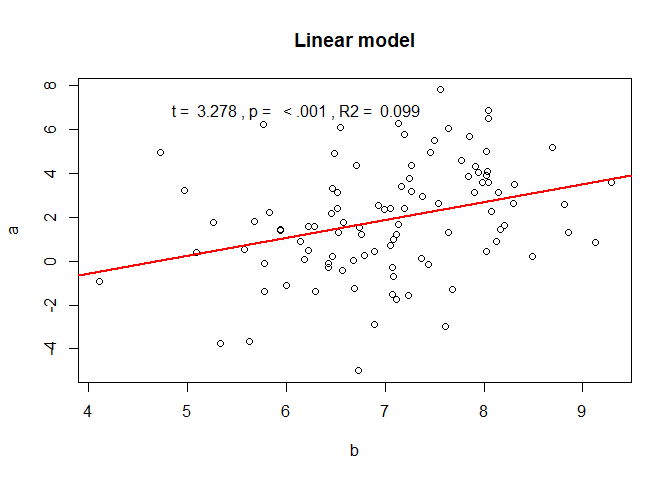 Linear model
t = 3.278 , p = < .001 , R2 = 0.099
8
6
4
2
0
-2
-4
a
4 5 6 7 8 9
b